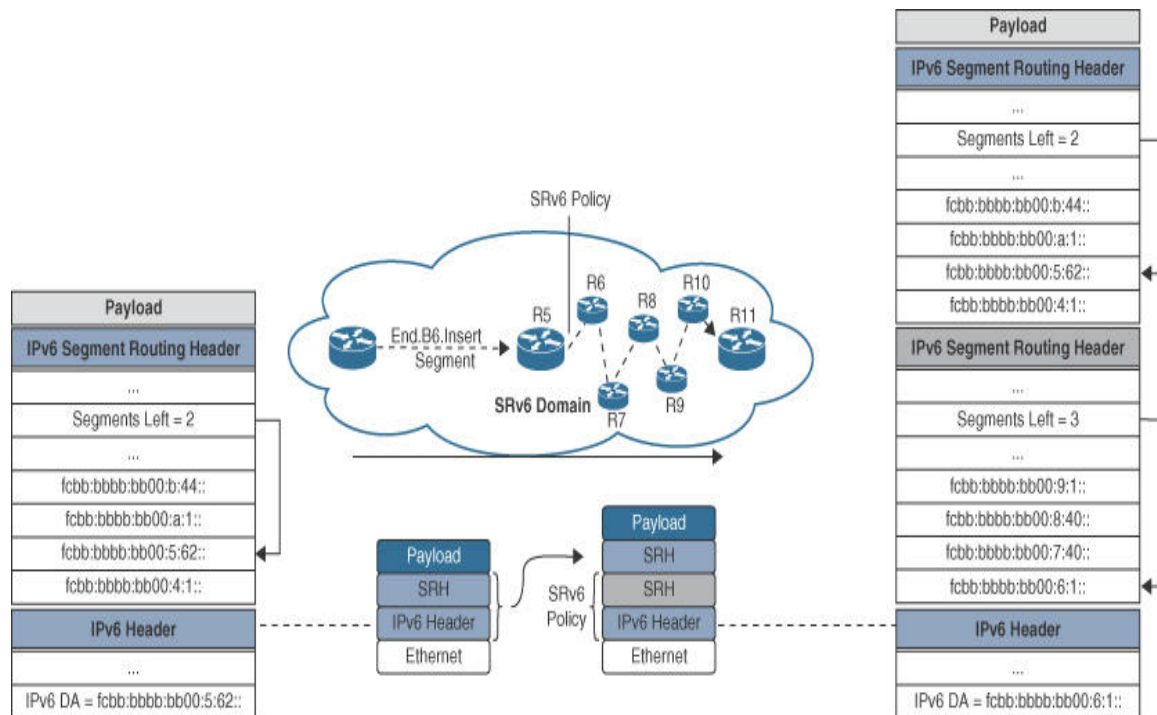 Payload
IPv6 Segment Routing Header
...
Segments Left = 2
...
fcbb:bbbb:bb00:b:44::
fcbb:bbbb:bb00:a:1::
fcbb:bbbb:bb00:5:62::
fcbb:bbbb:bb00:4:1::
IPv6 Header
...
IPv6 DA = fcbb:bbbb:bb00:5:62::
SRv6 Policy
R5
R6
R7
R8
R9
R10
R11
End.B6.Insert
Segment
SRv6 Domain
Payload
SRH
IPv6 Header
Ethernet
SRv6
Policy
Payload
SRH
SRH
IPv6 Header
Ethernet
Payload
IPv6 Segment Routing Header
...
Segments Left = 2
...
fcbb:bbbb:bb00:b:44::
fcbb:bbbb:bb00:a:1::
fcbb:bbbb:bb00:5:62::
fcbb:bbbb:bb00:4:1::
IPv6 Segment Routing Header
...
Segments Left = 3
...
fcbb:bbbb:bb00:9:1::
fcbb:bbbb:bb00:8:40::
fcbb:bbbb:bb00:7:40::
fcbb:bbbb:bb00:6:1::
IPv6 Header
...
IPv6 DA = fcbb:bbbb:bb00:6:1::